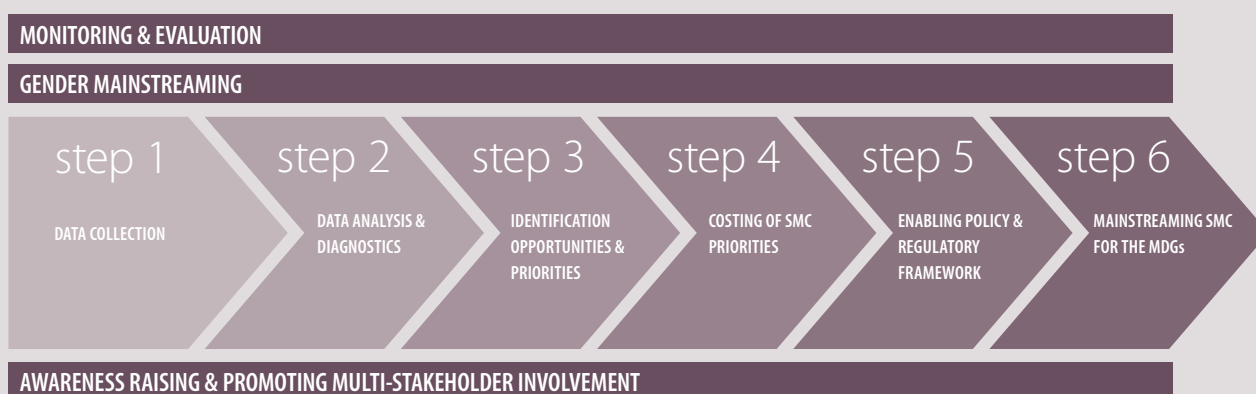 MONITORING & EVALUATION
GENDER MAINSTREAMING
step 1
DATA COLLECTION
step 2
DATA ANALYSIS &
DIAGNOSTICS
step 3
IDENTIFICATION
OPPORTUNITIES &
PRIORITIES
step 4
COSTING OF SMC
PRIORITIES
step 5
ENABLING POLICY &
REGULATORY
FRAMEWORK
step 6
MAINSTREAMING SMC
FOR THE MDGs
AWARENESS RAISING & PROMOTING MULTI-STAKEHOLDER INVOLVEMENT